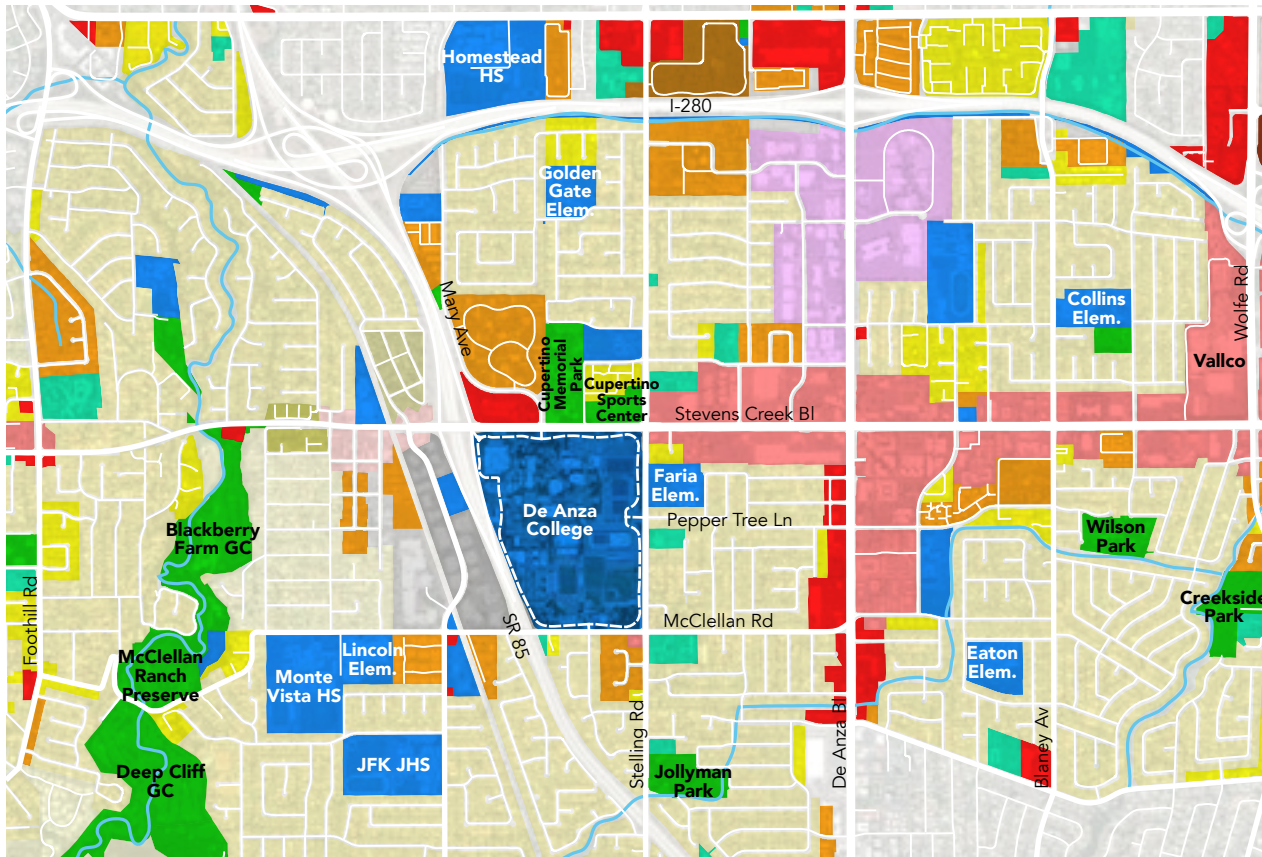 Homestead
HS
I-280
Golden
Gate
Elem.
Mary Ave
Wolfe Rd
Collins
Elem.
Vallco
Cupertino
Memorial
Park
Cupertino
Sports
Center
Stevens Creek Bl
Faria
Elem.
De Anza
College
Pepper Tree Ln
Blackberry
Farm GC
Wilson
Park
Foothill Rd
Creekside
Park
McClellan Rd
SR 85
McClellan
Ranch
Preserve
Lincoln
Elem.
Monte
Vista HS
Eaton
Elem.
Stelling Rd
De Anza Bl
Blaney Av
JFK JHS
Deep Cliff
GC
Jollyman
Park